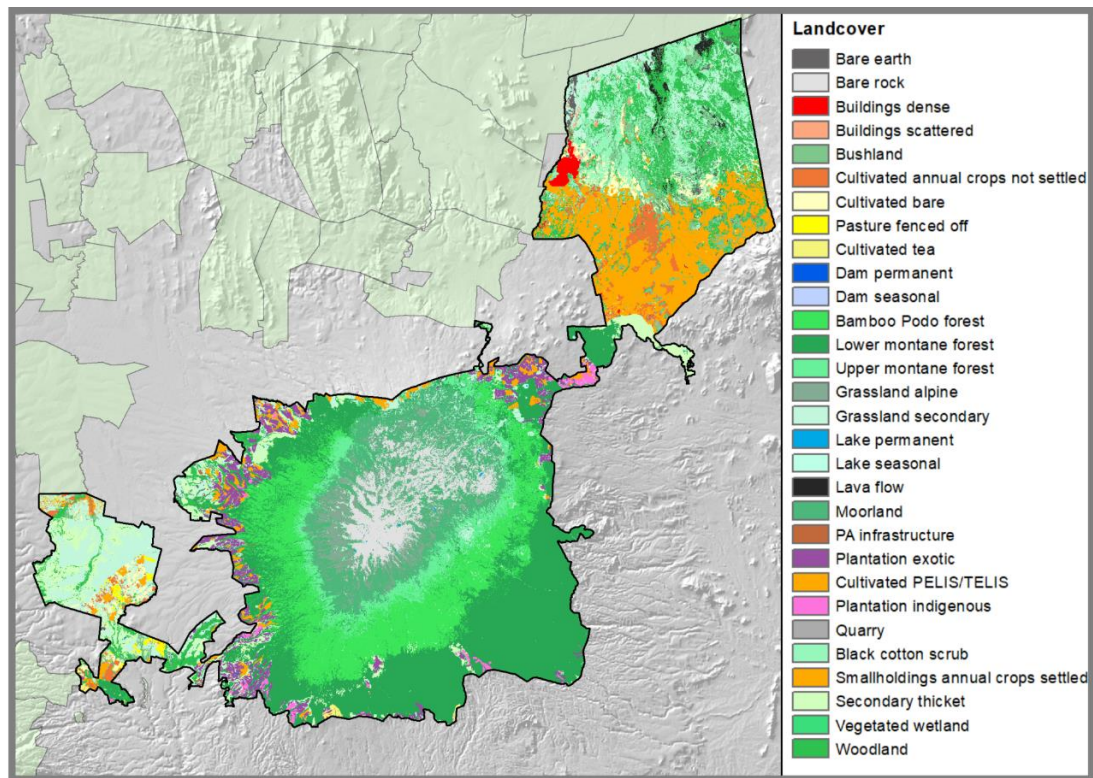 Landcover
Bare earth
Bare rock
Buildings dense
Buildings scattered
Bushland
Cultivated annual crops not settled
Cultivated bare
Pasture fenced off
Cultivated tea
Dam permanent
Dam seasonal
Bamboo Podo forest
Lower montane forest
Upper montane forest
Grassland alpine
Grassland secondary
Lake permanent
Lake seasonal
Lava flow
Moorland
PA infrastructure
Plantation exotic
Cultivated PELIS/TELIS
Plantation indigenous
Quarry
Black cotton scrub
Smallholdings annual crops settled
Secondary thicket
Vegetated wetland
Woodland